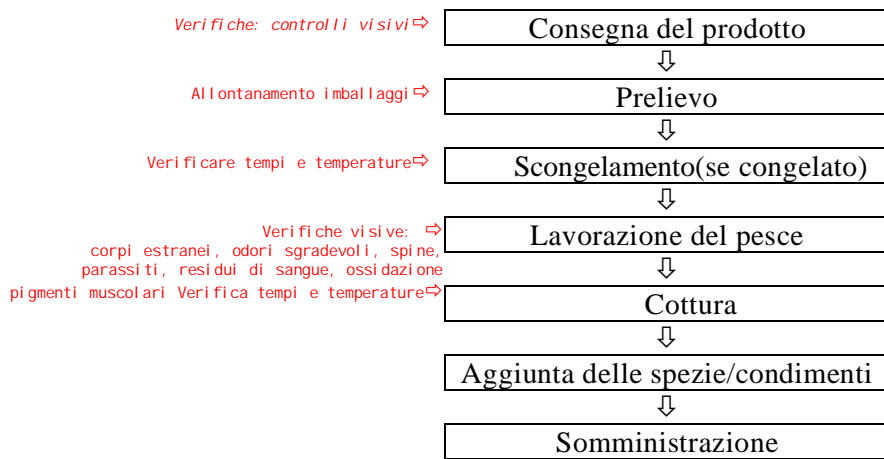 Verifiche: controlli visivi⇨ Consegna del prodotto
⇩
Allontanamento imballaggi⇨ Prelievo
⇩
Verificare tempi e temperature⇨ Scongelamento(se congelato)
⇩
Verifiche visive: ⇨ Lavorazione del pesce
corpi estranei, odori sgradevoli, spine,
parassiti, residui di sangue, ossidazione
⇩
pigmenti muscolari Verifica tempi e temperature⇨ Cottura
⇩
Aggiunta delle spezie/condimenti
⇩
Somministrazione